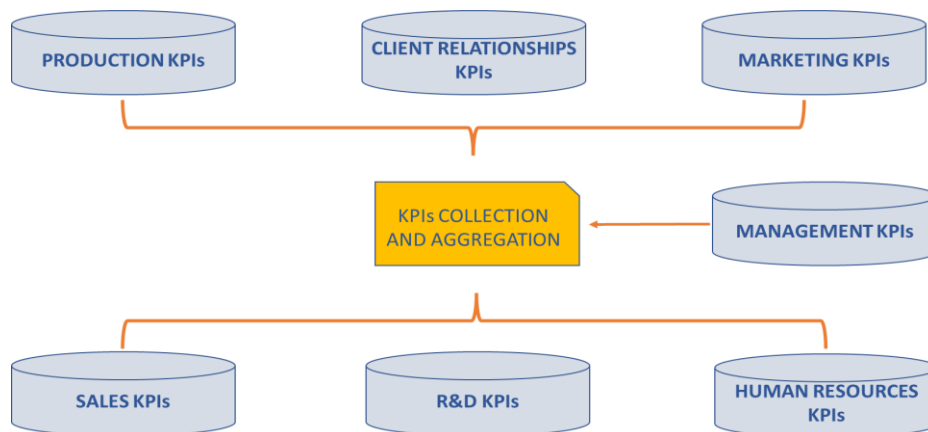 PRODUCTION KPIs
CLIENT RELATIONSHIPS
KPIs
MARKETING KPIs
KPIs COLLECTION
AND AGGREGATION
MANAGEMENT KPIs
SALES KPIs
R&D KPIs
HUMAN RESOURCES
KPIs